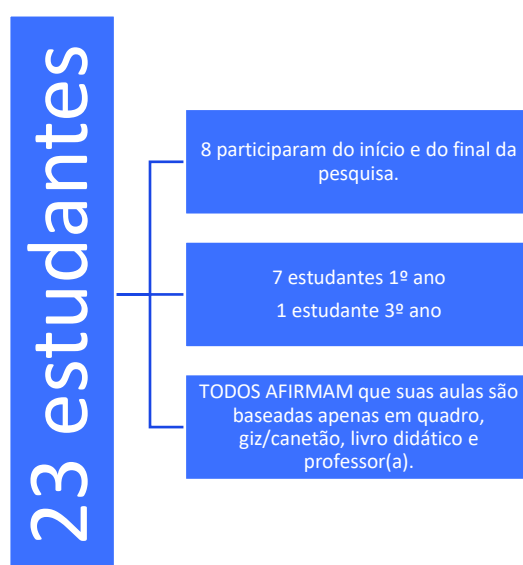 23 estudantes
8 participaram do início e do final da
pesquisa.
7 estudantes 1º ano
1 estudante 3º ano
TODOS AFIRMAM que suas aulas são
baseadas apenas em quadro,
giz/canetão, livro didático e
professor(a).